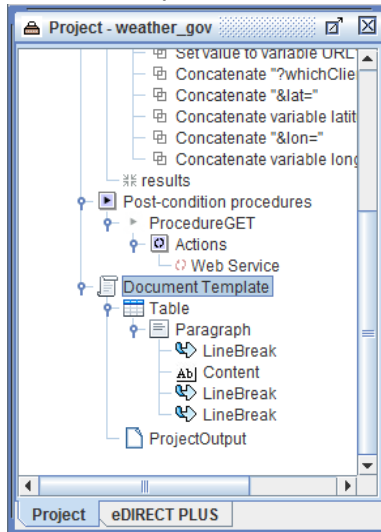 Project - weather_gov
Set value to variable URL
Concatenate "?whichClie
Concatenate "&lat="
Concatenate variable latit
Concatenate "&lon="
Concatenate variable long
results
Post-condition procedures
ProcedureGET
Actions
Web Service
Document Template
Table
Paragraph
LineBreak
Ab| Content
LineBreak
LineBreak
ProjectOutput
Project eDIRECT PLUS